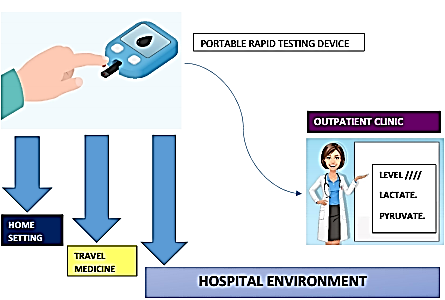 PORTABLE RAPID TESTING DEVICE
OUTPATIENT CLINIC
LEVEL ////
LACTATE.
PYRUVATE.
HOME
SETTING
TRAVEL
MEDICINE
HOSPITAL ENVIRONMENT